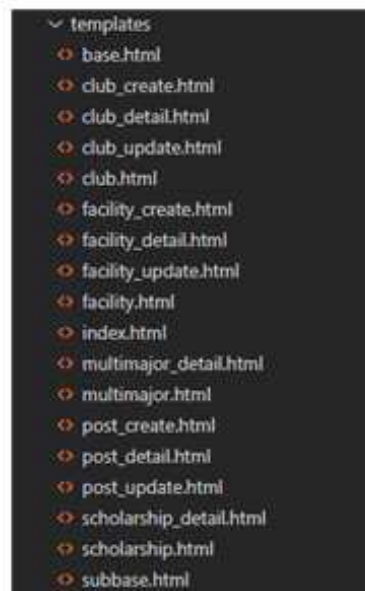 templates
base.html
club_create.html
club_detail.html
club_update.html
club.html
facility_create.html
facility_detail.html
facility_update.html
facility.html
index.html
multimajor_detail.html
multimajor.html
post_create.html
post_detail.html
post_update.html
scholarship_detail.html
scholarship.html
subbase.html